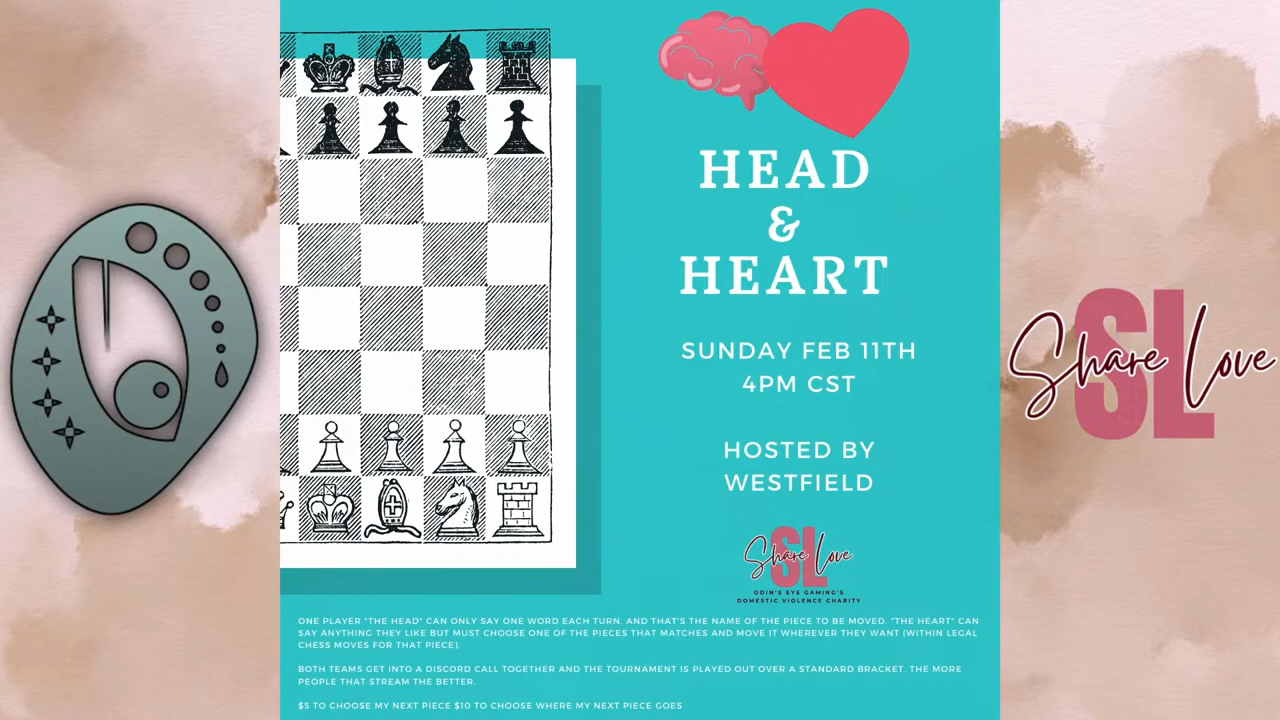 HEAD
&
HEART
SUNDAY FEB 11TH
4PM CST
HOSTED BY
WESTFIELD
SL
Share Love
ODIN'S EYE GAMING'S
DOMESTIC VIOLENCE CHARITY
ONE PLAYER "THE HEAD" CAN ONLY SAY ONE WORD EACH TURN. AND THAT'S THE NAME OF THE PIECE TO BE MOVED. "THE HEART" CAN
SAY ANYTHING THEY LIKE BUT MUST CHOOSE ONE OF THE PIECES THAT MATCHES AND MOVE IT WHEREVER THEY WANT (WITHIN LEGAL
CHESS MOVES FOR THAT PIECE).
BOTH TEAMS GET INTO A DISCORD CALL TOGETHER AND THE TOURNAMENT IS PLAYED OUT OVER A STANDARD BRACKET. THE MORE
PEOPLE THAT STREAM THE BETTER.
$5 TO CHOOSE MY NEXT PIECE $10 TO CHOOSE WHERE MY NEXT PIECE GOES
SL
Share Love